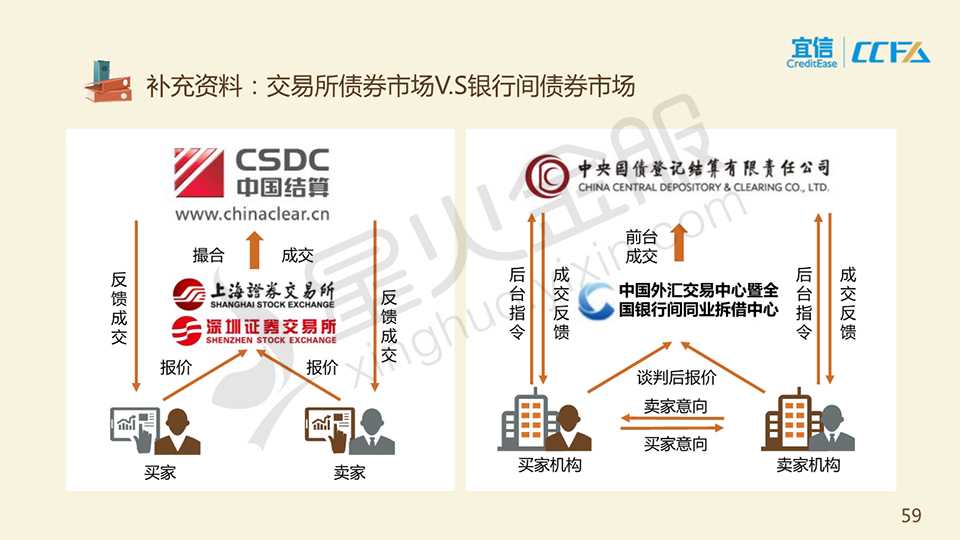 宜信
CreditEase
CCFA
补充资料：交易所债券市场V.S银行间债券市场
CSDC
中国结算
www.chinaclear.cn
撮合
成交
上海證券交易所
SHANGHAI STOCK EXCHANGE
深圳证券交易所
SHENZHEN STOCK EXCHANGE
反馈成交
反馈成交
报价
报价
买家
卖家
中央国债登记结算有限责任公司
CHINA CENTRAL DEPOSITORY & CLEARING CO., LTD.
前台
成交
中国外汇交易中心暨全
国银行间同业拆借中心
后台指令
成交反馈
后台指令
成交反馈
谈判后报价
卖家意向
买家意向
买家机构
卖家机构
星火金服
xinghuo.yixin.com
59